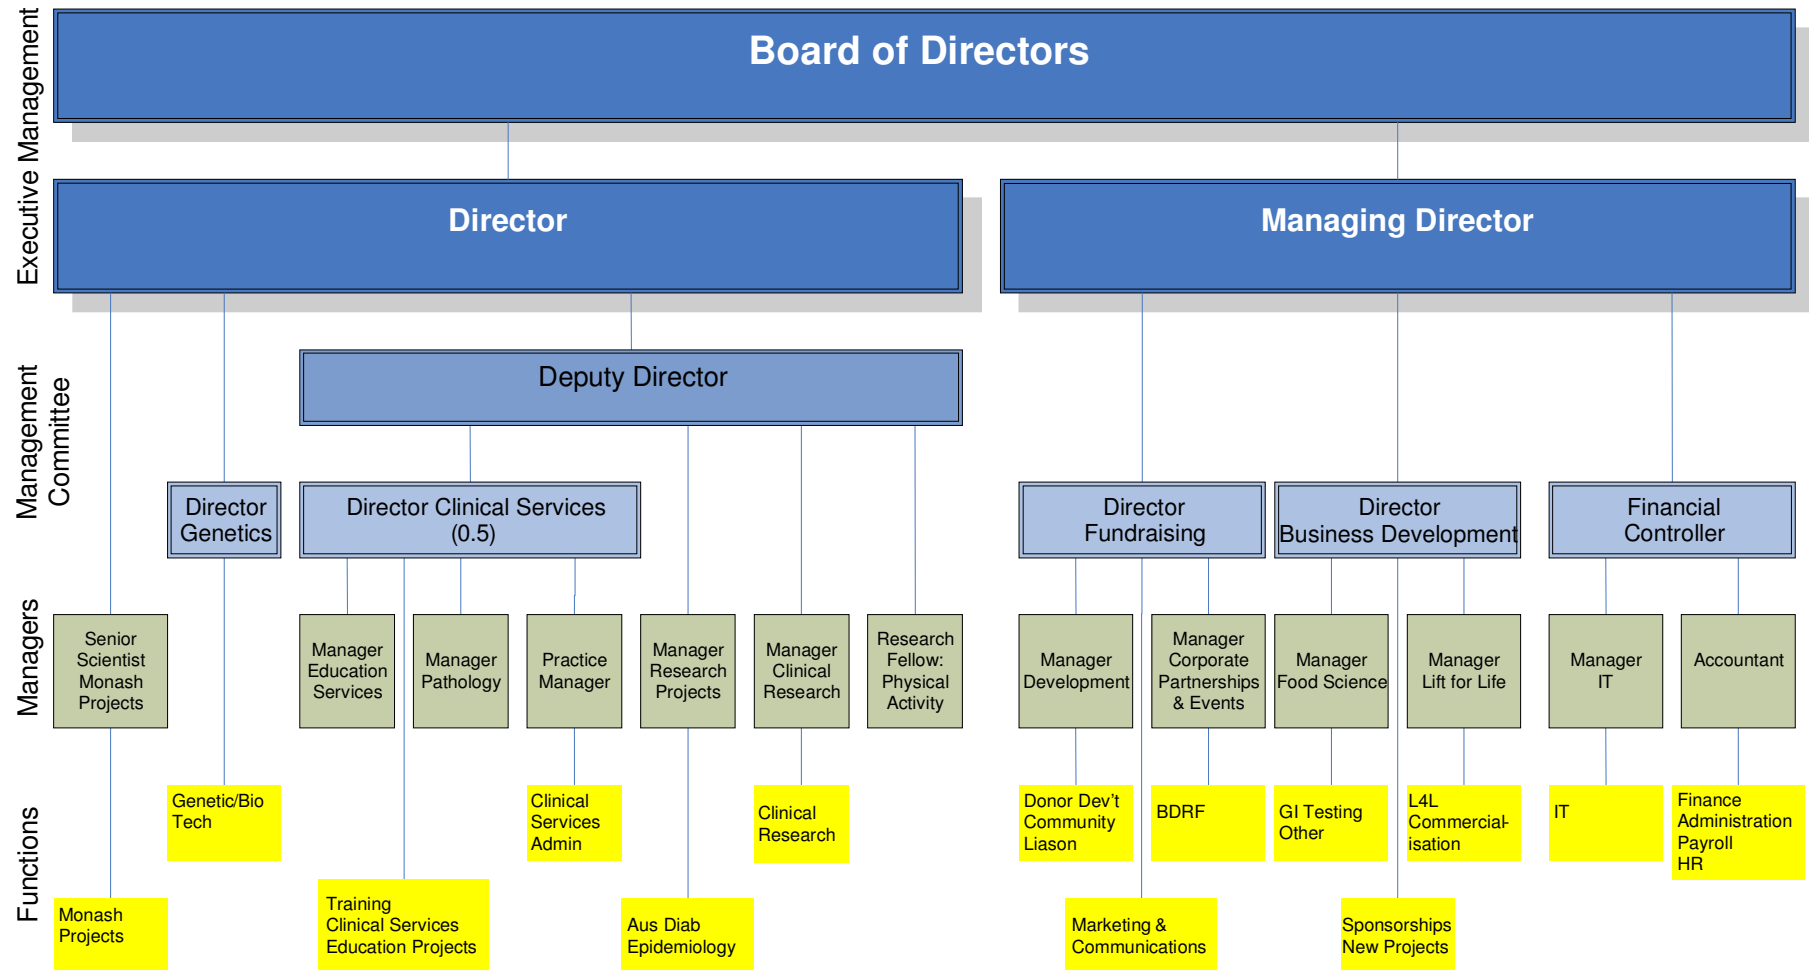 Board of Directors
Executive Management
Director
Managing Director
Deputy Director
Management
Committee
Director
Genetics
Director Clinical Services
(0.5)
Director
Fundraising
Director
Business Development
Financial
Controller
Managers
Senior
Scientist
Monash
Projects
Manager
Education
Services
Manager
Pathology
Practice
Manager
Manager
Research
Projects
Manager
Clinical
Research
Research
Fellow:
Physical
Activity
Manager
Development
Manager
Corporate
Partnerships
& Events
Manager
Food Science
Manager
Lift for Life
Manager
IT
Accountant
Functions
Genetic/Bio
Tech
Clinical
Services
Admin
Clinical
Research
Donor Dev't
Community
Liason
BDRF
GI Testing
Other
L4L
Commercial-
isation
IT
Finance
Administration
Payroll
HR
Monash
Projects
Training
Clinical Services
Education Projects
Aus Diab
Epidemiology
Marketing &
Communications
Sponsorships
New Projects